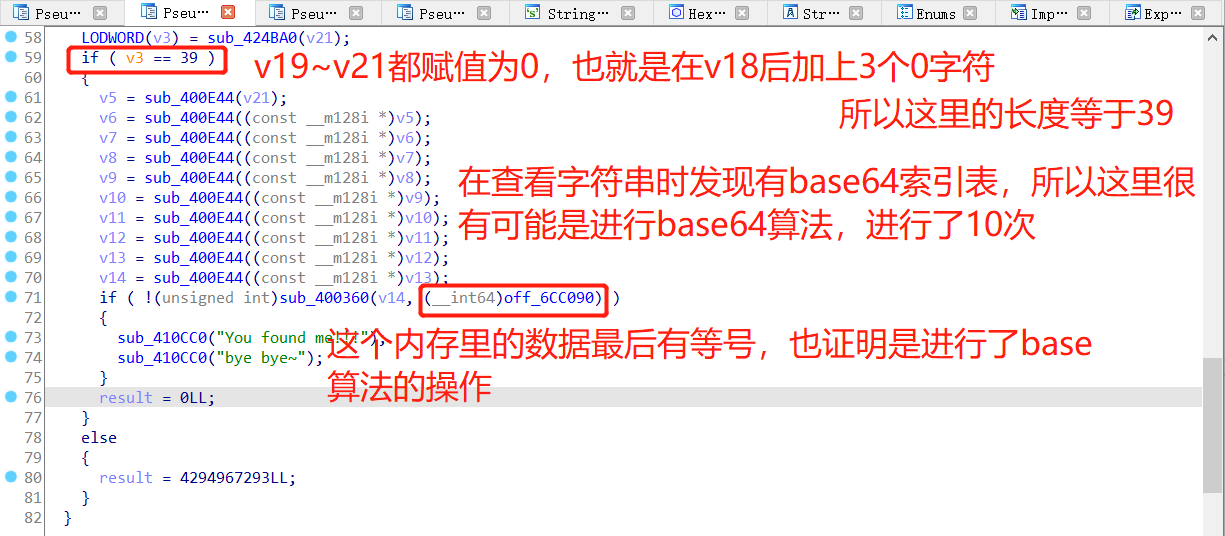 Pseu… Pseu… Pseu… Pseu… String… Hex… Str… Enums Imp… Exp…
58 LODWORD(v3) = sub_424BA0(v21);
59 if ( v3 == 39 )
v19~v21都赋值为0，也就是在v18后加上3个0字符
60 {
所以这里的长度等于39
61 v5 = sub_400E44(v21);
62 v6 = sub_400E44((const __m128i *)v5);
63 v7 = sub_400E44((const __m128i *)v6);
64 v8 = sub_400E44((const __m128i *)v7);
65 v9 = sub_400E44((const __m128i *)v8);
在查看字符串时发现有base64索引表，所以这里很
66 v10 = sub_400E44((const __m128i *)v9);
67 v11 = sub_400E44((const __m128i *)v10);
有可能是进行base64算法，进行了10次
68 v12 = sub_400E44((const __m128i *)v11);
69 v13 = sub_400E44((const __m128i *)v12);
70 v14 = sub_400E44((const __m128i *)v13);
71 if ( !(unsigned int)sub_400360(v14, (__int64)off_6CC090) )
72 {
73 sub_410CC0("You found me!!!");
这个内存里的数据最后有等号，也证明是进行了base
74 sub_410CC0("bye bye~");
75 }
算法的操作
76 result = 0LL;
77 }
78 else
79 {
80 result = 4294967293LL;
81 }
82 }